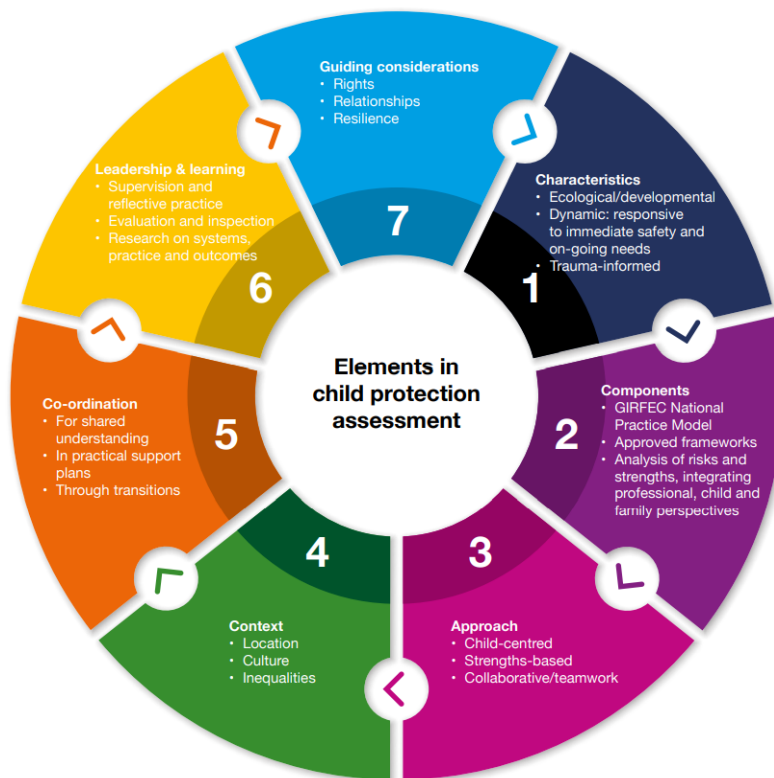 Elements in
child protection
assessment
1
Characteristics
• Ecological/developmental
• Dynamic: responsive
to immediate safety and
on-going needs
• Trauma-informed
2
Components
• GIRFEC National
Practice Model
• Approved frameworks
• Analysis of risks and
strengths, integrating
professional, child and
family perspectives
3
Approach
• Child-centred
• Strengths-based
• Collaborative/teamwork
4
Context
• Location
• Culture
• Inequalities
5
Co-ordination
• For shared
understanding
• In practical support
plans
• Through transitions
6
Leadership & learning
• Supervision and
reflective practice
• Evaluation and inspection
• Research on systems,
practice and outcomes
7
Guiding considerations
• Rights
• Relationships
• Resilience